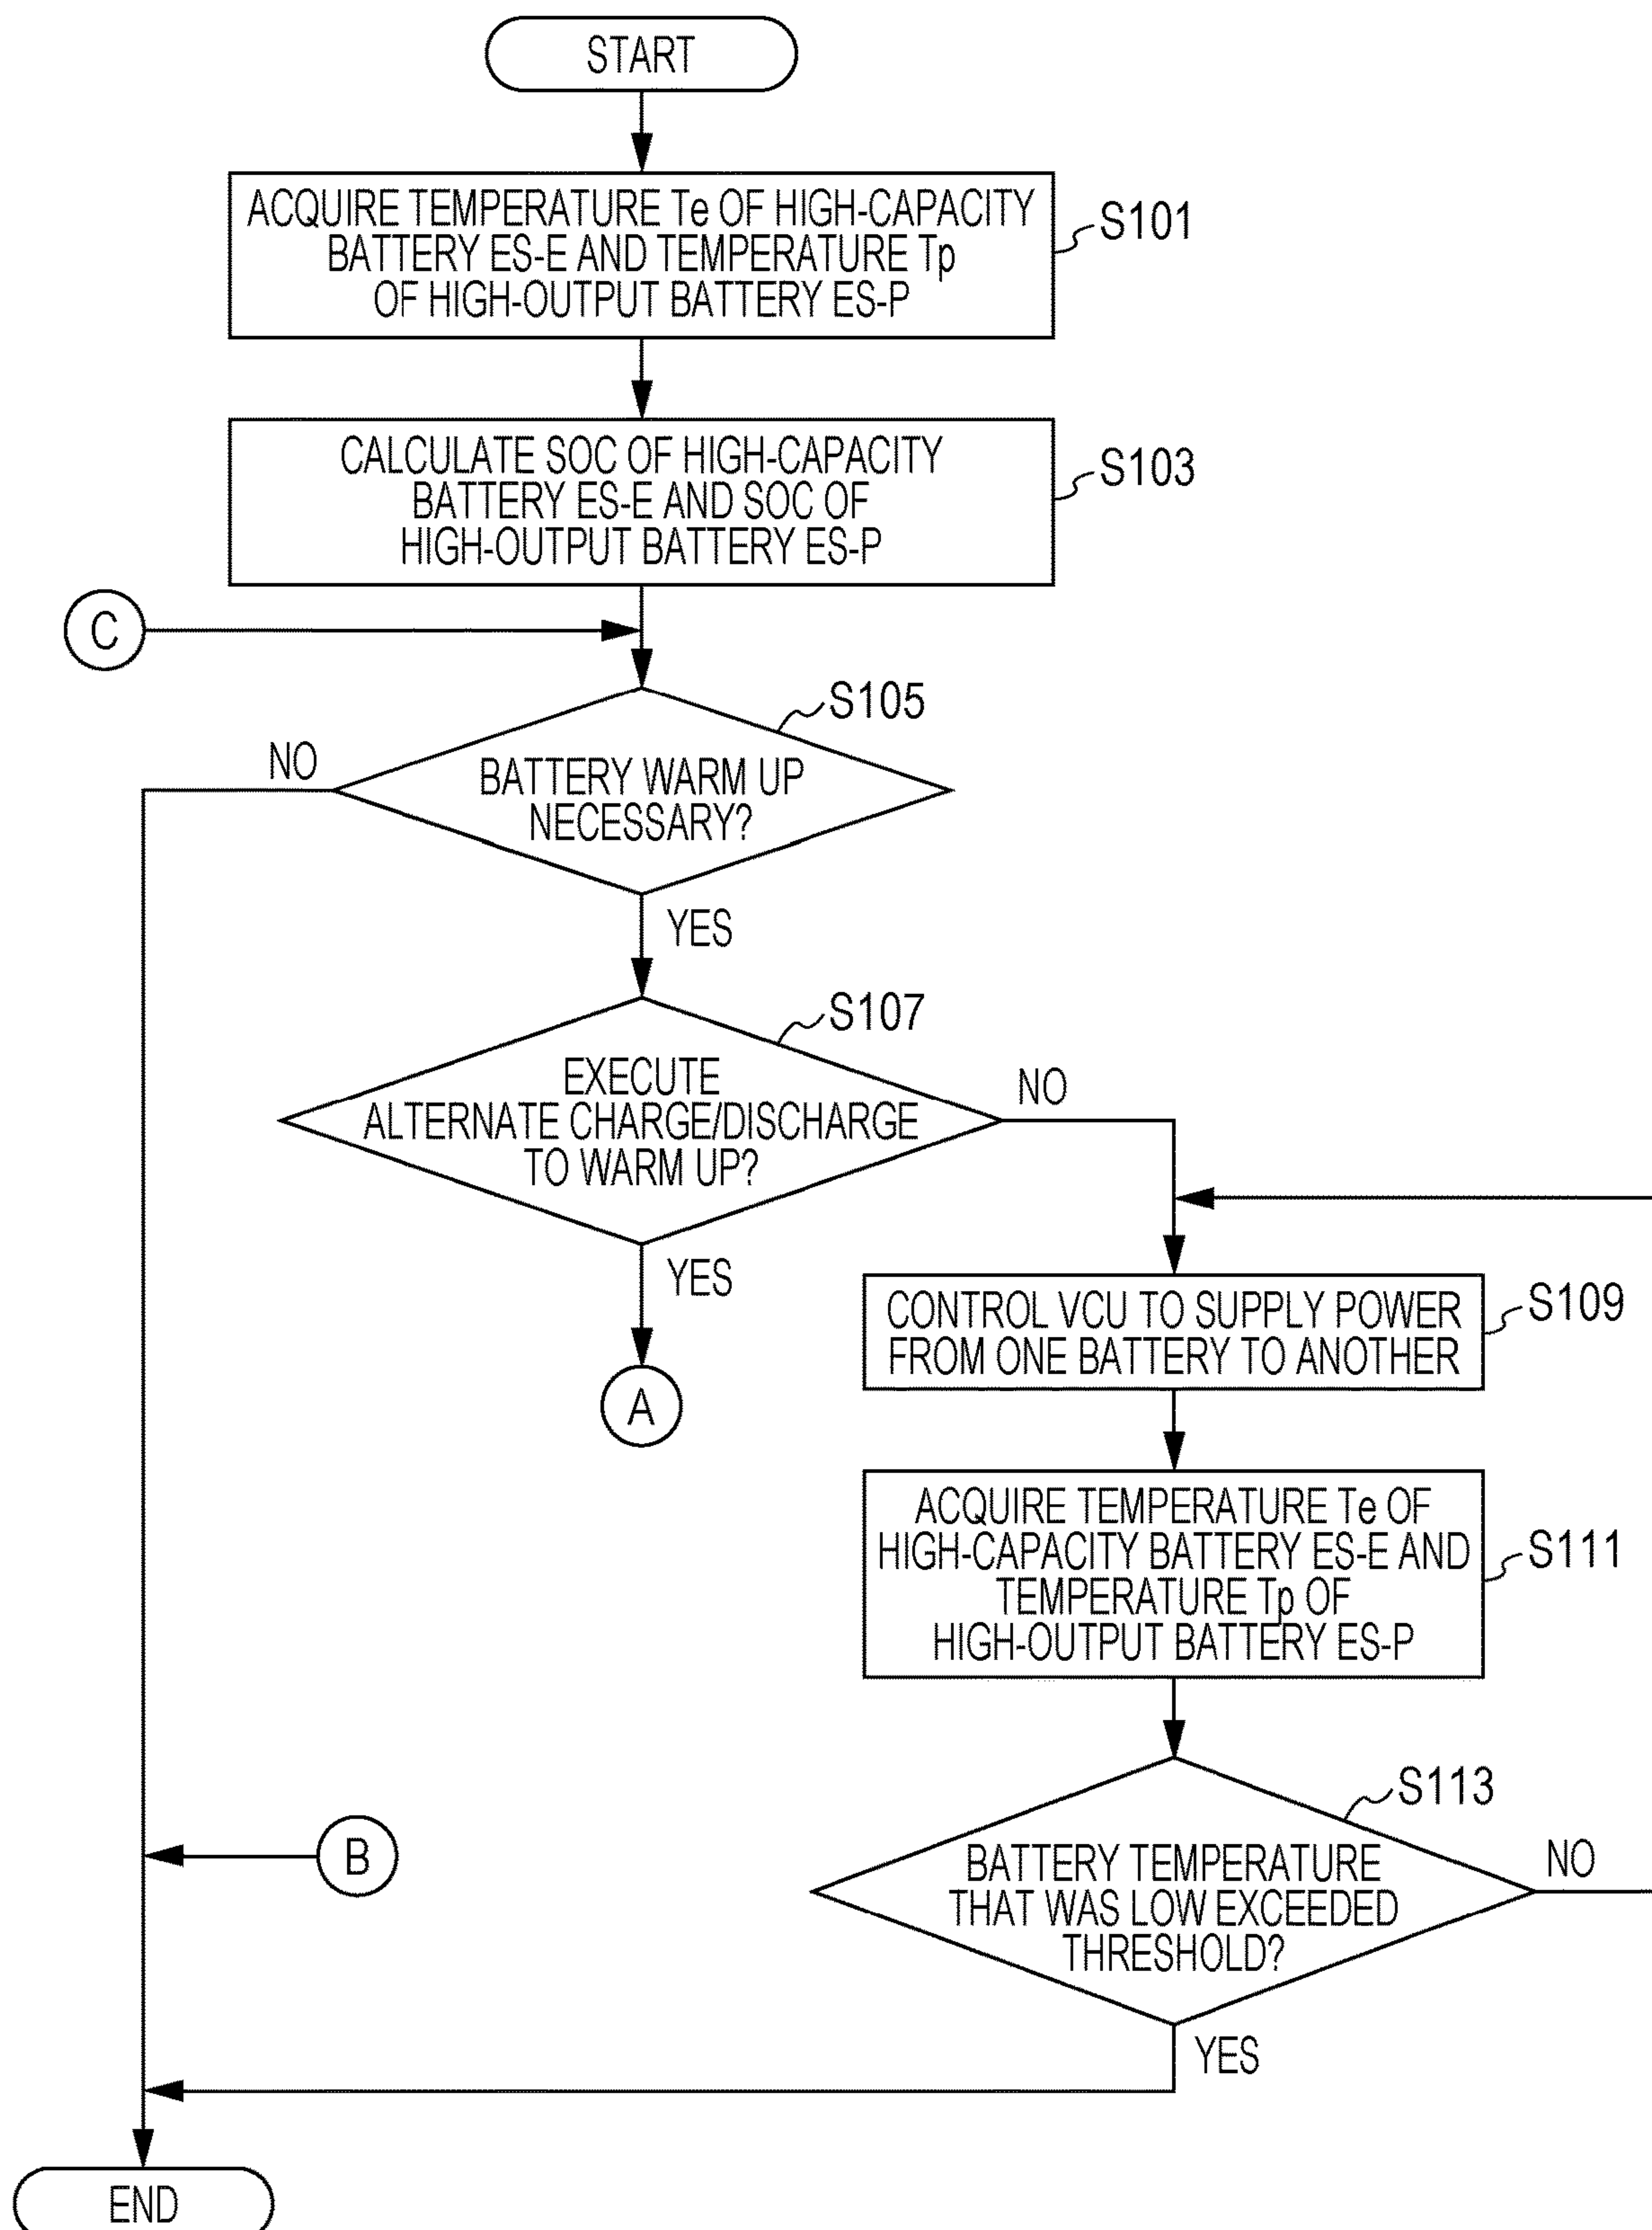 START
ACQUIRE TEMPERATURE Te OF HIGH-CAPACITY
BATTERY ES-E AND TEMPERATURE Tp
OF HIGH-OUTPUT BATTERY ES-P
S101
CALCULATE SOC OF HIGH-CAPACITY
BATTERY ES-E AND SOC OF
HIGH-OUTPUT BATTERY ES-P
S103
C
S105
NO
BATTERY WARM UP
NECESSARY?
YES
S107
EXECUTE
ALTERNATE CHARGE/DISCHARGE
TO WARM UP?
NO
YES
A
CONTROL VCU TO SUPPLY POWER
FROM ONE BATTERY TO ANOTHER
S109
ACQUIRE TEMPERATURE Te OF
HIGH-CAPACITY BATTERY ES-E AND
TEMPERATURE Tp OF
HIGH-OUTPUT BATTERY ES-P
S111
S113
B
BATTERY TEMPERATURE
THAT WAS LOW EXCEEDED
THRESHOLD?
NO
YES
END